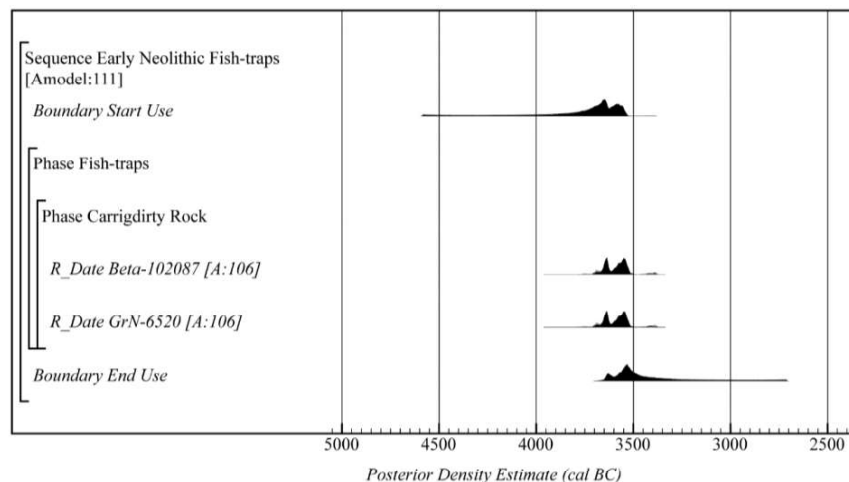 Sequence Early Neolithic Fish-traps
[Amodel:111]
Boundary Start Use
Phase Fish-traps
Phase Carrigdirty Rock
R_Date Beta-102087 [A:106]
R_Date GrN-6520 [A:106]
Boundary End Use
5000 4500 4000 3500 3000 2500
Posterior Density Estimate (cal BC)